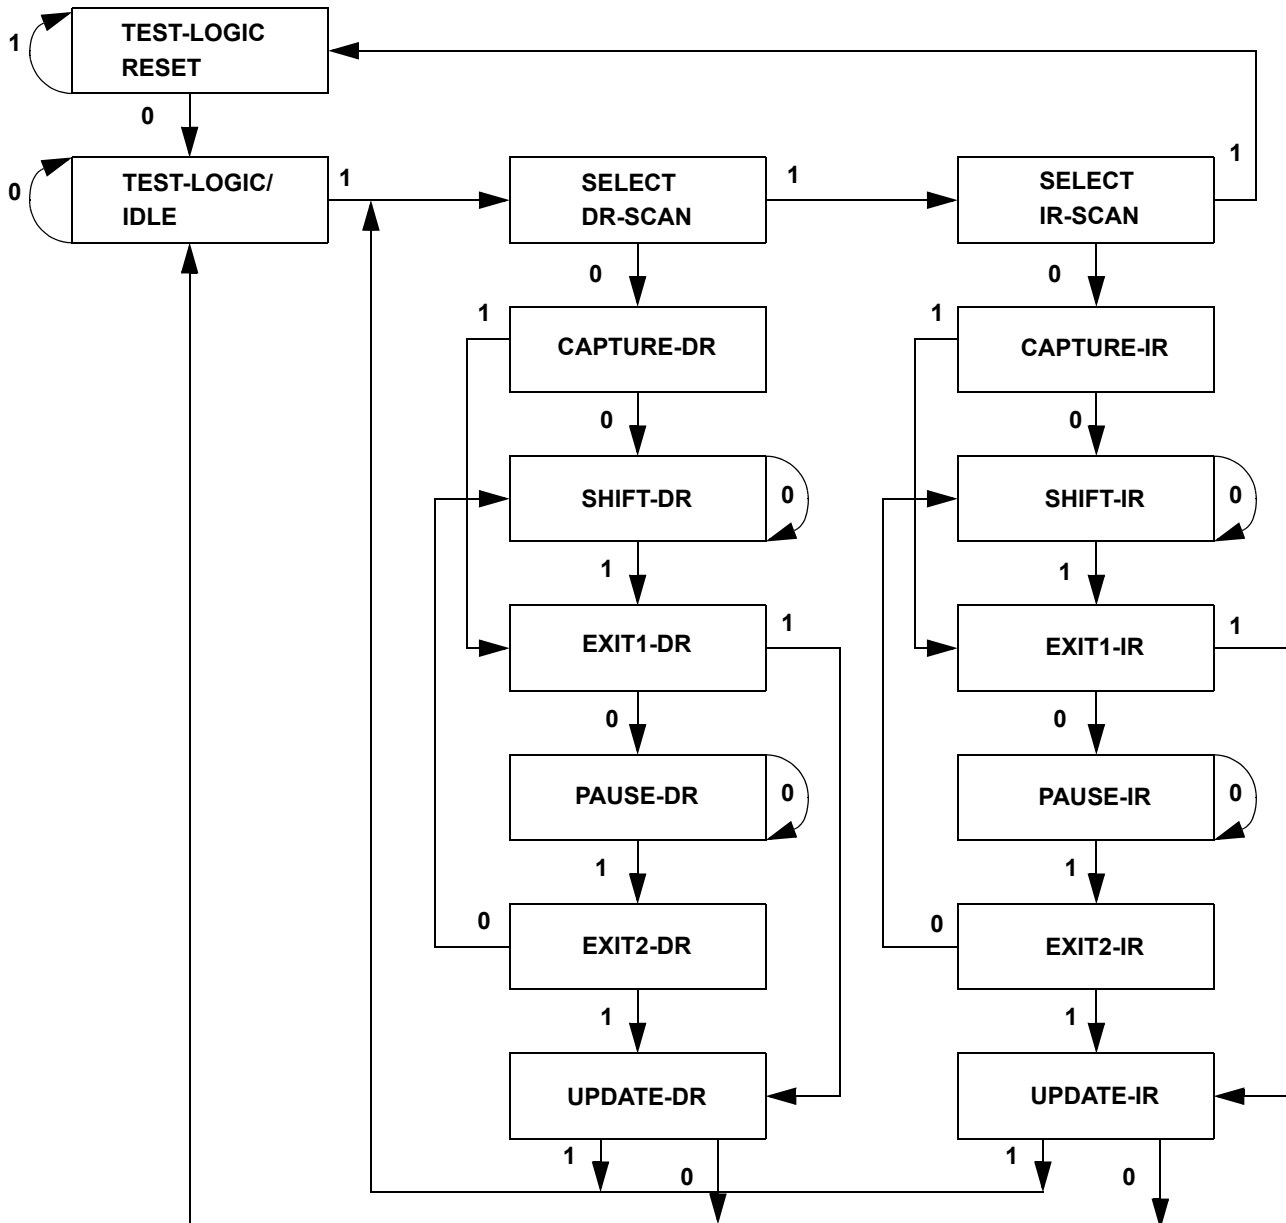 1
TEST-LOGIC
RESET
0
0
TEST-LOGIC/
IDLE
1
SELECT
DR-SCAN
1
SELECT
IR-SCAN
1
0
0
1
CAPTURE-DR
1
CAPTURE-IR
0
0
SHIFT-DR
0
SHIFT-IR
0
1
1
EXIT1-DR
1
EXIT1-IR
1
0
0
PAUSE-DR
0
PAUSE-IR
0
1
1
0
EXIT2-DR
0
EXIT2-IR
1
1
UPDATE-DR
UPDATE-IR
1
0
1
0